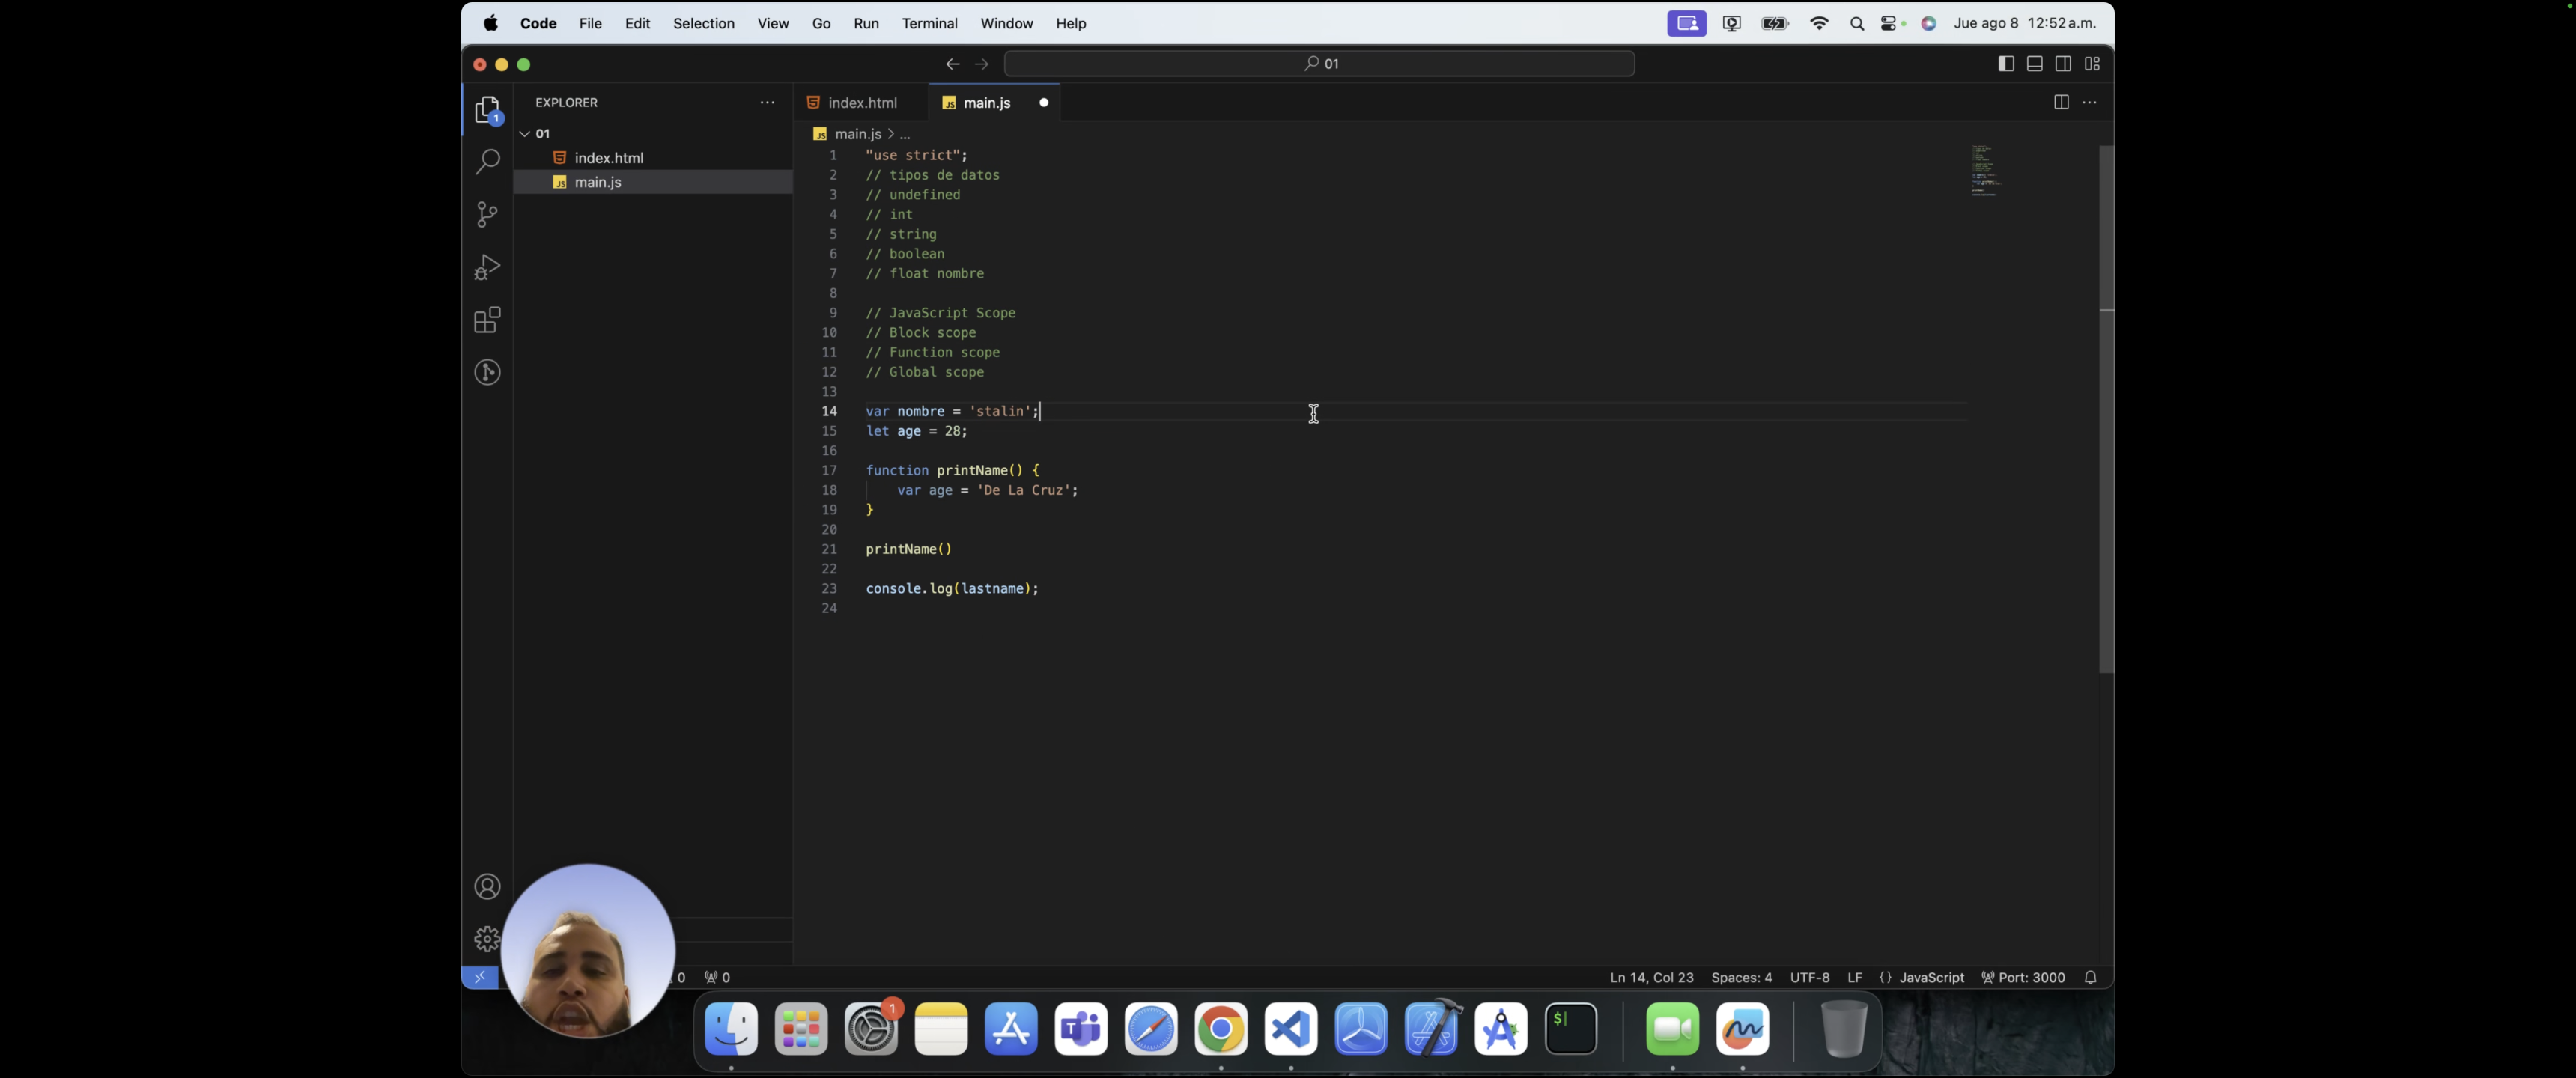 Code File Edit Selection View Go Run Terminal Window Help Jue ago 8 12:52 a.m.
01
EXPLORER
index.html main.js
1
01
main.js > ...
index.html
main.js
1 "use strict";
2 // tipos de datos
3 // undefined
4 // int
5 // string
6 // boolean
7 // float nombre
8
9 // JavaScript Scope
10 // Block scope
11 // Function scope
12 // Global scope
13
14 var nombre = 'stalin';
15 let age = 28;
16
17 function printName() {
18 var age = 'De La Cruz';
19 }
20
21 printName()
22
23 console.log(lastname);
24
0 0 Ln 14, Col 23 Spaces: 4 UTF-8 LF {} JavaScript Port: 3000
1
$